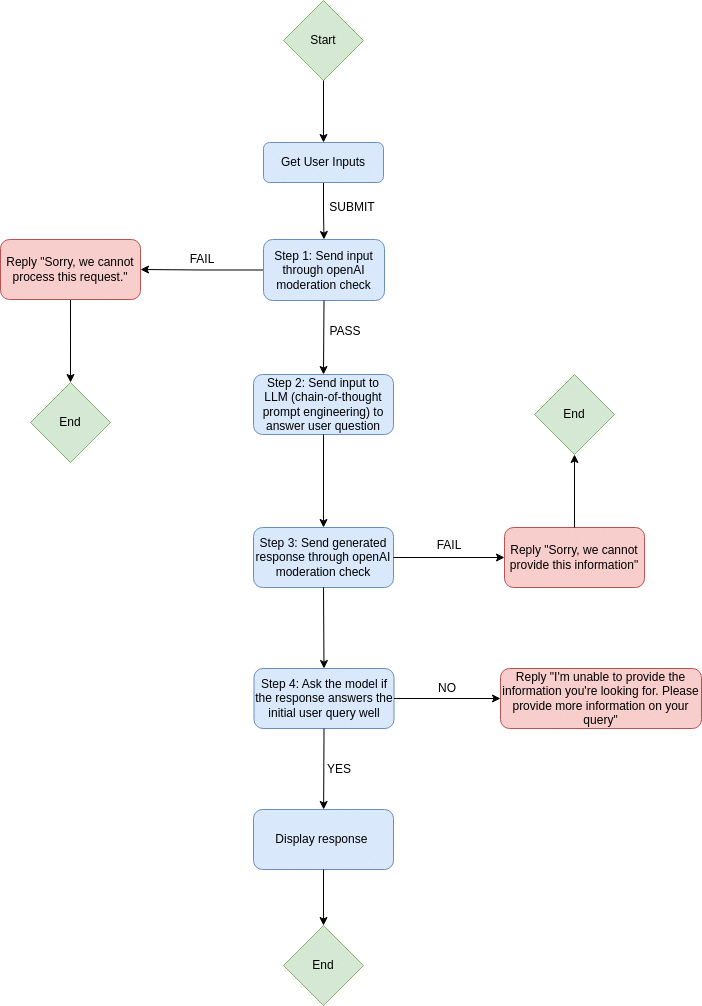 Start
Get User Inputs
SUBMIT
Step 1: Send input
through openAI
moderation check
FAIL
Reply "Sorry, we cannot
process this request."
End
PASS
Step 2: Send input to
LLM (chain-of-thought
prompt engineering) to
answer user question
End
Step 3: Send generated
response through openAI
moderation check
FAIL
Reply "Sorry, we cannot
provide this information"
Step 4: Ask the model if
the response answers the
initial user query well
NO
Reply "I'm unable to provide the
information you're looking for. Please
provide more information on your
query"
YES
Display response
End